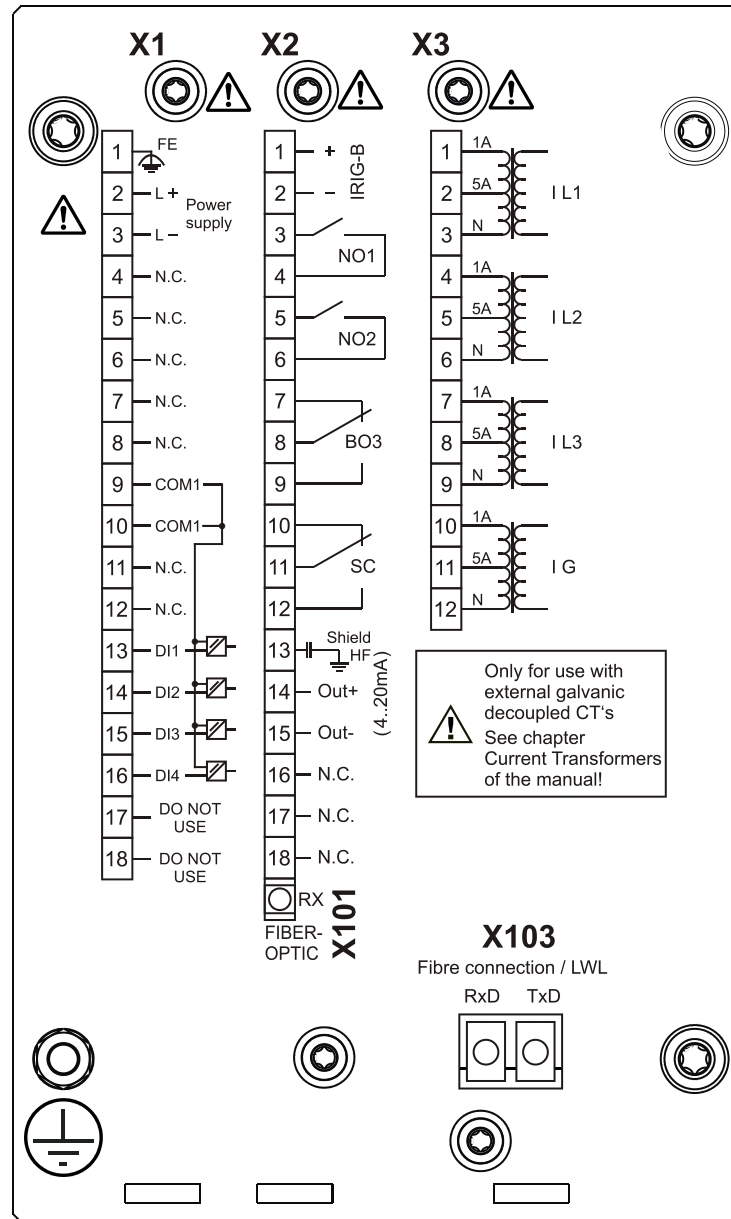 X1
X2
X3
1 FE
2 L+ Power supply
3 L–
4 N.C.
5 N.C.
6 N.C.
7 N.C.
8 N.C.
9 COM1
10 COM1
11 N.C.
12 N.C.
13 DI1
14 DI2
15 DI3
16 DI4
17 DO NOT
USE
18 DO NOT
USE
1 + IRIG-B
2 –
3
4 NO1
5
6 NO2
7
8 BO3
9
10
11 SC
12
13 Shield
HF
14 Out+ (4..20mA)
15 Out-
16 N.C.
17 N.C.
18 N.C.
RX
FIBER-
OPTIC
X101
1 1A
2 5A I L1
3 N
4 1A
5 5A I L2
6 N
7 1A
8 5A I L3
9 N
10 1A
11 5A I G
12 N
Only for use with
external galvanic
decoupled CT‘s
See chapter
Current Transformers
of the manual!
X103
Fibre connection / LWL
RxD TxD